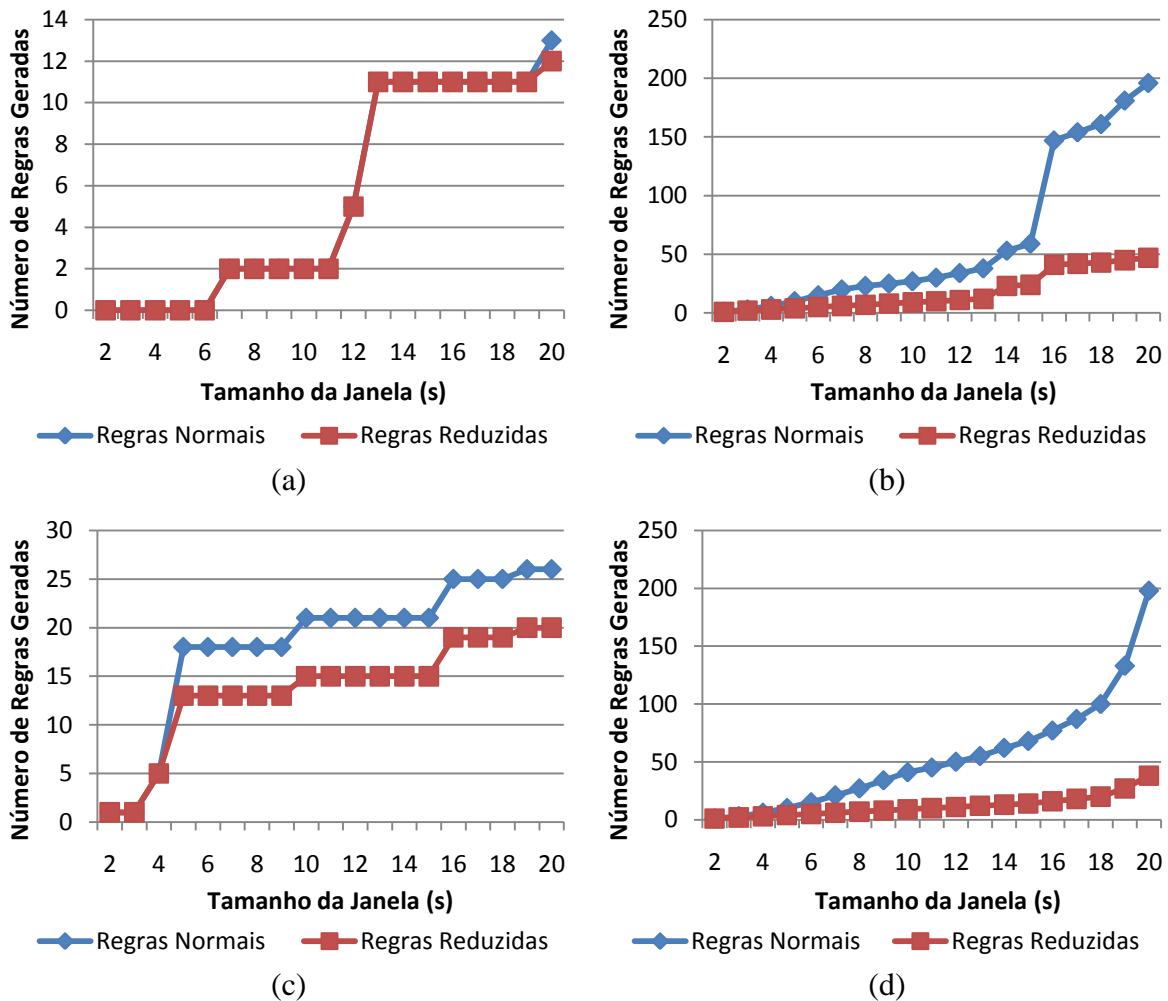 Número de Regras Geradas
14
12
10
8
6
4
2
0
2 4 6 8 10 12 14 16 18 20
Tamanho da Janela (s)
Regras Normais Regras Reduzidas
(a)
Número de Regras Geradas
250
200
150
100
50
0
2 4 6 8 10 12 14 16 18 20
Tamanho da Janela (s)
Regras Normais Regras Reduzidas
(b)
Número de Regras Geradas
30
25
20
15
10
5
0
2 4 6 8 10 12 14 16 18 20
Tamanho da Janela (s)
Regras Normais Regras Reduzidas
(c)
Número de Regras Geradas
250
200
150
100
50
0
2 4 6 8 10 12 14 16 18 20
Tamanho da Janela (s)
Regras Normais Regras Reduzidas
(d)